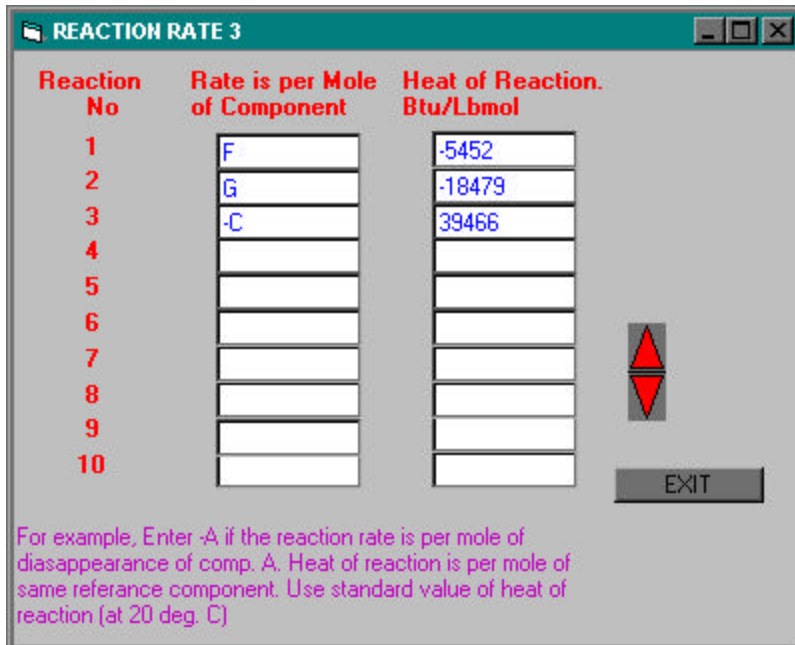 REACTION RATE 3
Reaction No Rate is per Mole of Component Heat of Reaction. Btu/Lbmol
1 F -5452
2 G -18479
3 -C 39466
4
5
6
7
8
9
10
EXIT
For example, Enter -A if the reaction rate is per mole of
diasappearance of comp. A. Heat of reaction is per mole of
same referance component. Use standard value of heat of
reaction (at 20 deg. C)